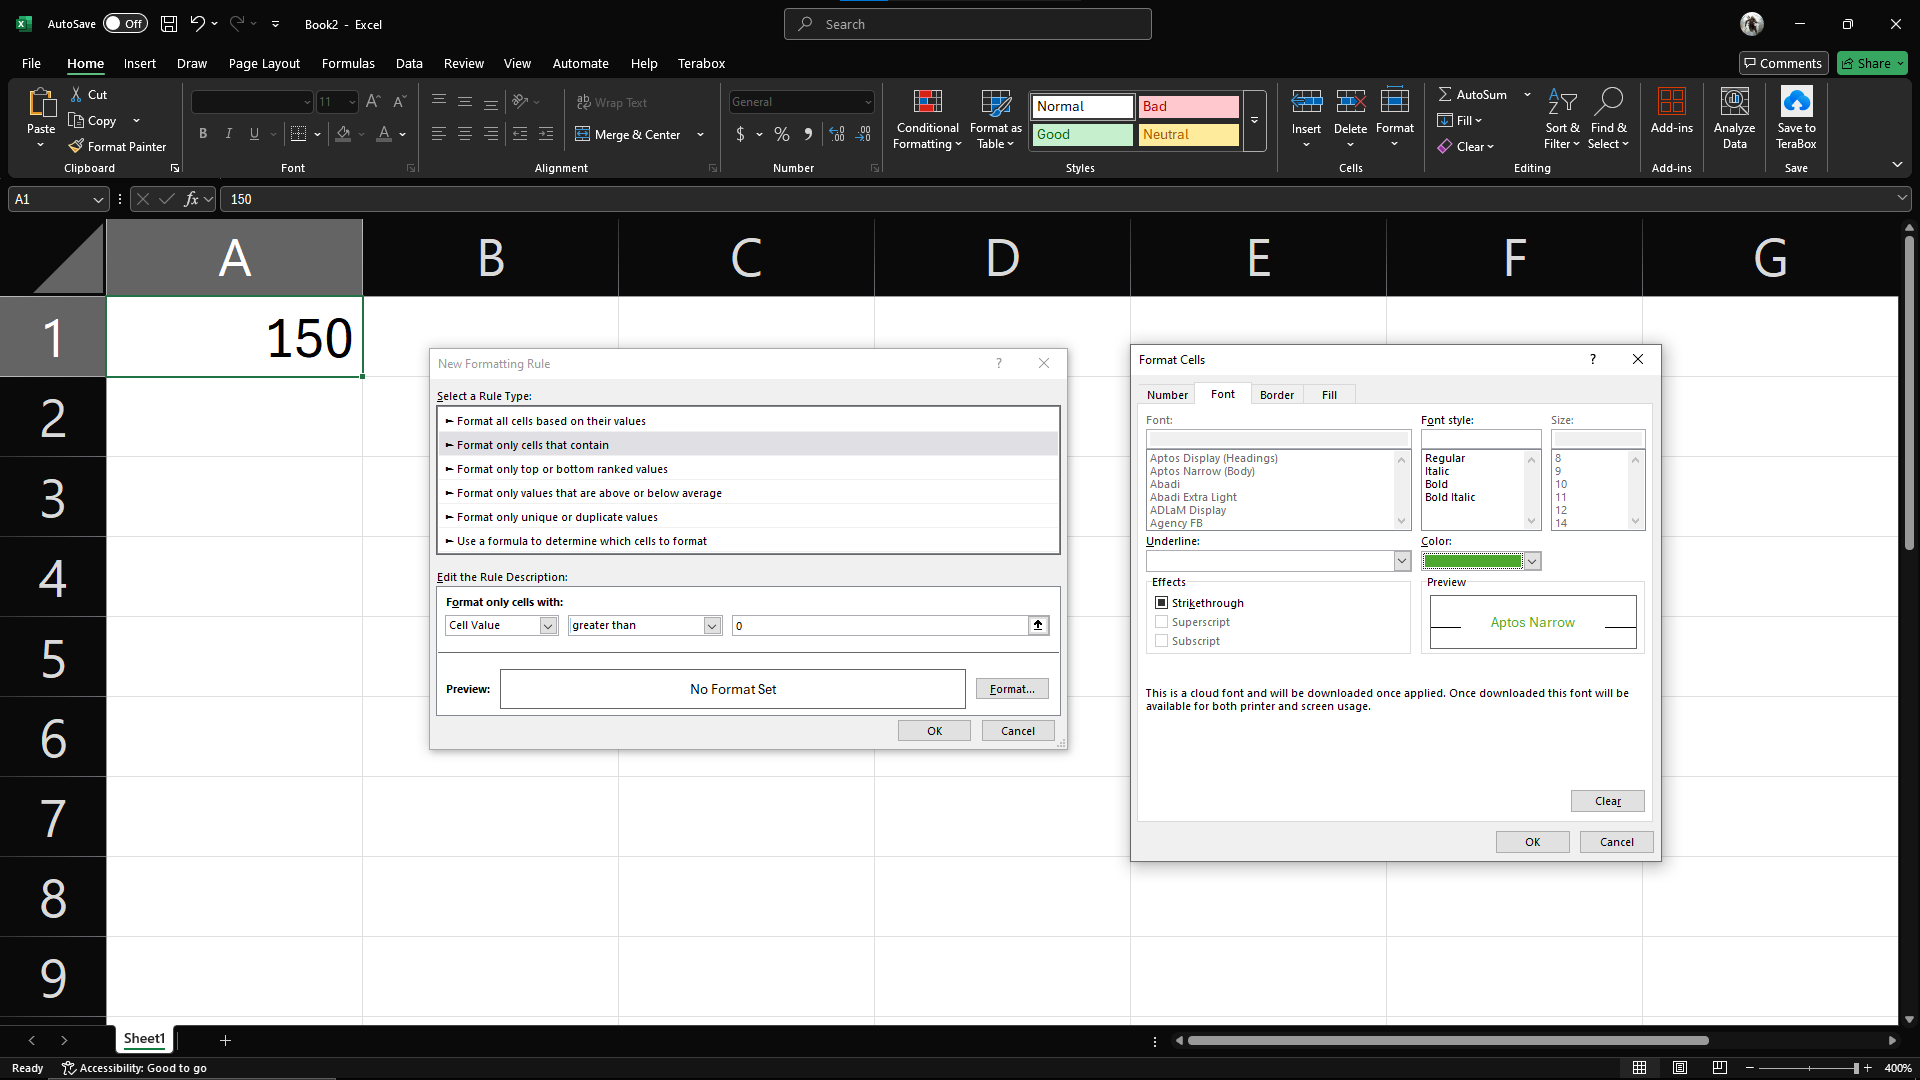 AutoSave Off Book2 - Excel Search
File Home Insert Draw Page Layout Formulas Data Review View Automate Help Terabox Comments Share
Paste Cut Copy Format Painter Clipboard
11 B I U Font
Wrap Text Merge & Center Alignment
General $ % , Number
Conditional Formatting Format as Table Normal Bad Good Neutral Styles
Insert Delete Format Cells
AutoSum Fill Clear Sort & Filter Find & Select Editing
Add-ins Add-ins
Analyze Data
Save to TeraBox Save
A1 fx 150
A B C D E F G
1 150
2
3
4
5
6
7
8
9
New Formatting Rule ?
Select a Rule Type:
► Format all cells based on their values
► Format only cells that contain
► Format only top or bottom ranked values
► Format only values that are above or below average
► Format only unique or duplicate values
► Use a formula to determine which cells to format
Edit the Rule Description:
Format only cells with:
Cell Value greater than 0
Preview: No Format Set Format...
OK Cancel
Format Cells ?
Number Font Border Fill
Font: Font style: Size:
Aptos Display (Headings) Regular 8
Aptos Narrow (Body) Italic 9
Abadi Bold 10
Abadi Extra Light Bold Italic 11
ADLaM Display 12
Agency FB 14
Underline: Color:
Effects Preview
Strikethrough
Superscript Aptos Narrow
Subscript
This is a cloud font and will be downloaded once applied. Once downloaded this font will be
available for both printer and screen usage.
Clear
OK Cancel
Sheet1
Ready Accessibility: Good to go 400%